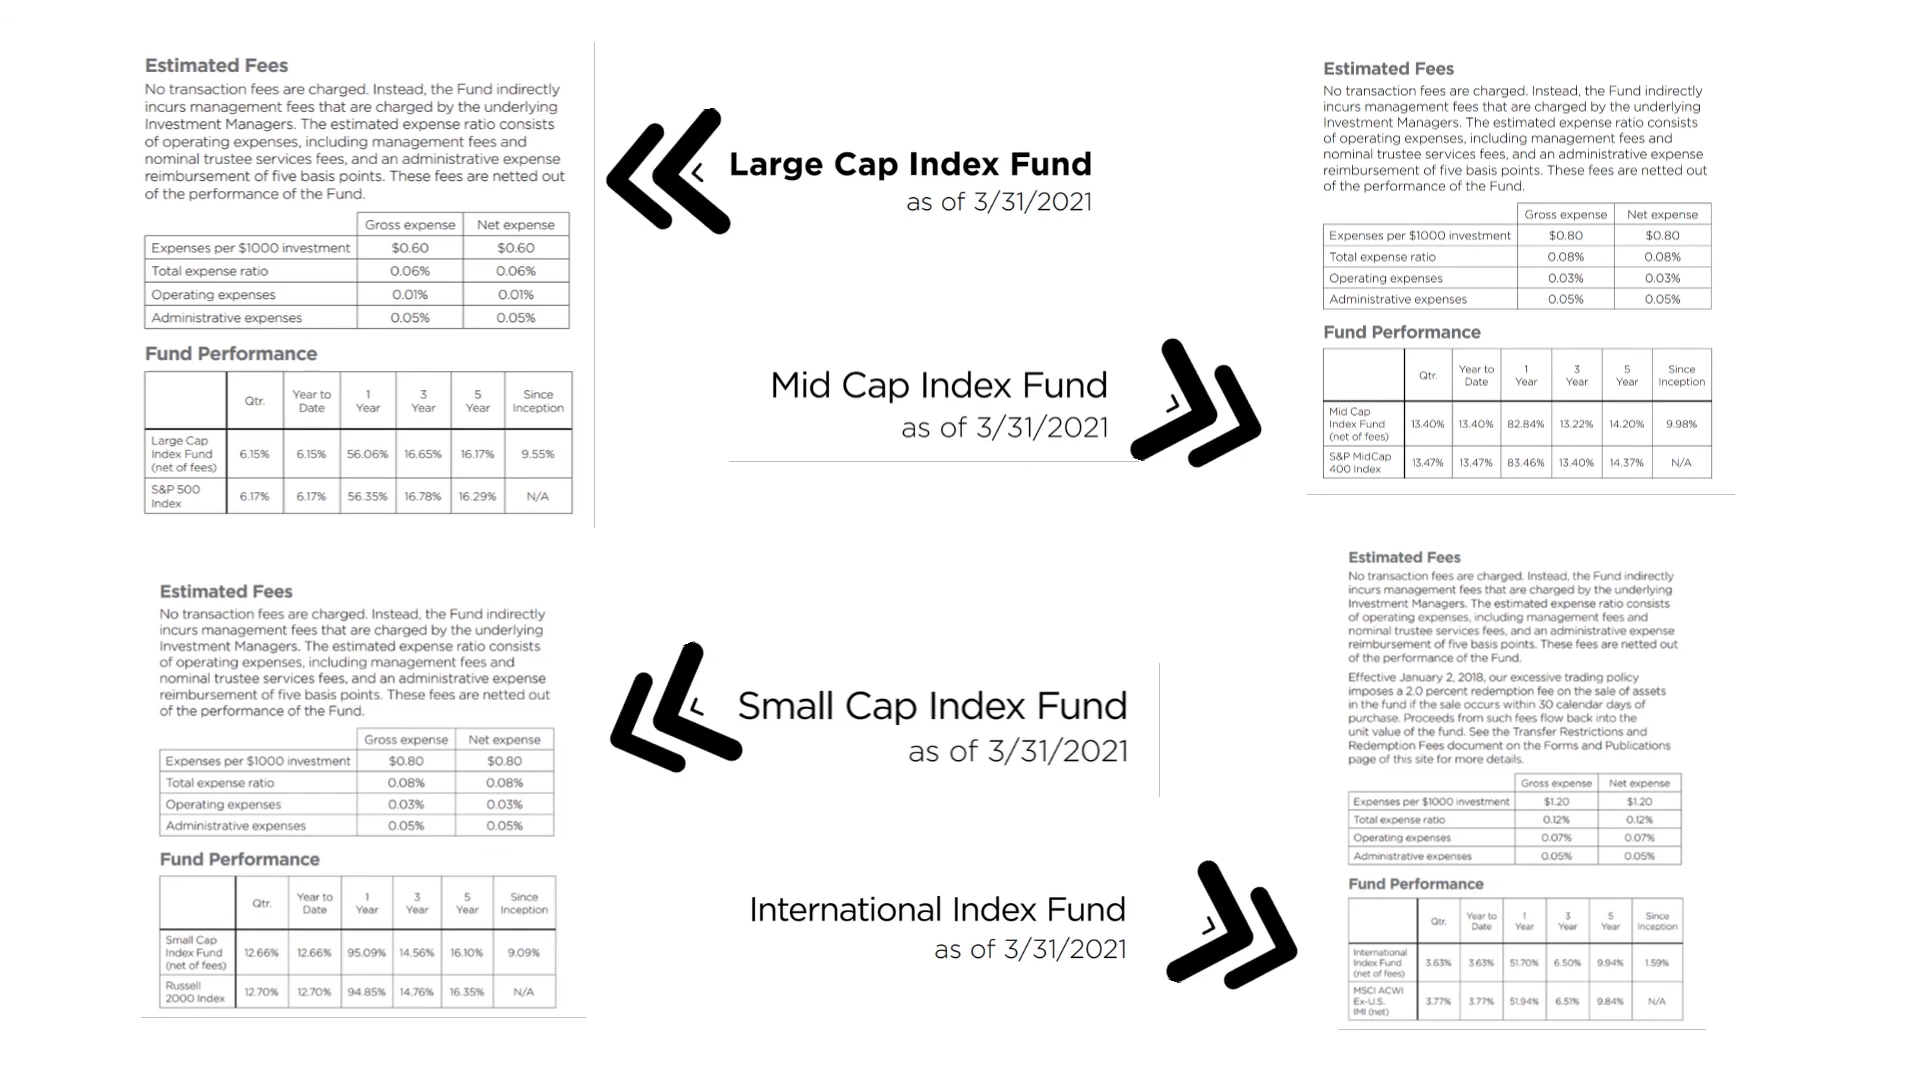 Estimated Fees
No transaction fees are charged. Instead, the Fund indirectly
incurs management fees that are charged by the underlying
Investment Managers. The estimated expense ratio consists
of operating expenses, including management fees and
nominal trustee services fees, and an administrative expense
reimbursement of five basis points. These fees are netted out
of the performance of the Fund.
Gross expense Net expense
Expenses per $1000 investment $0.60 $0.60
Total expense ratio 0.06% 0.06%
Operating expenses 0.01% 0.01%
Administrative expenses 0.05% 0.05%
Fund Performance
Qtr. Year to Date 1 Year 3 Year 5 Year Since Inception
Large Cap Index Fund (net of fees) 6.15% 6.15% 56.06% 16.65% 16.17% 9.55%
S&P 500 Index 6.17% 6.17% 56.35% 16.78% 16.29% N/A
Large Cap Index Fund
as of 3/31/2021
Mid Cap Index Fund
as of 3/31/2021
Estimated Fees
No transaction fees are charged. Instead, the Fund indirectly
incurs management fees that are charged by the underlying
Investment Managers. The estimated expense ratio consists
of operating expenses, including management fees and
nominal trustee services fees, and an administrative expense
reimbursement of five basis points. These fees are netted out
of the performance of the Fund.
Gross expense Net expense
Expenses per $1000 investment $0.80 $0.80
Total expense ratio 0.08% 0.08%
Operating expenses 0.03% 0.03%
Administrative expenses 0.05% 0.05%
Fund Performance
Qtr. Year to Date 1 Year 3 Year 5 Year Since Inception
Mid Cap Index Fund (net of fees) 13.40% 13.40% 82.84% 13.22% 14.20% 9.98%
S&P MidCap 400 Index 13.47% 13.47% 83.46% 13.40% 14.37% N/A
Estimated Fees
No transaction fees are charged. Instead, the Fund indirectly
incurs management fees that are charged by the underlying
Investment Managers. The estimated expense ratio consists
of operating expenses, including management fees and
nominal trustee services fees, and an administrative expense
reimbursement of five basis points. These fees are netted out
of the performance of the Fund.
Gross expense Net expense
Expenses per $1000 investment $0.80 $0.80
Total expense ratio 0.08% 0.08%
Operating expenses 0.03% 0.03%
Administrative expenses 0.05% 0.05%
Fund Performance
Qtr. Year to Date 1 Year 3 Year 5 Year Since Inception
Small Cap Index Fund (net of fees) 12.66% 12.66% 95.09% 14.56% 16.10% 9.09%
Russell 2000 Index 12.70% 12.70% 94.85% 14.76% 16.35% N/A
Small Cap Index Fund
as of 3/31/2021
International Index Fund
as of 3/31/2021
Estimated Fees
No transaction fees are charged. Instead, the Fund indirectly
incurs management fees that are charged by the underlying
Investment Managers. The estimated expense ratio consists
of operating expenses, including management fees and
nominal trustee services fees, and an administrative expense
reimbursement of five basis points. These fees are netted out
of the performance of the Fund.
Effective January 2, 2018, our excessive trading policy
imposes a 2.0 percent redemption fee on the sale of assets
in the fund if the sale occurs within 30 calendar days of
purchase. Proceeds from such fees flow back into the
unit value of the fund. See the Transfer Restrictions and
Redemption Fees document on the Forms and Publications
page of this site for more details.
Gross expense Net expense
Expenses per $1000 investment $1.20 $1.20
Total expense ratio 0.12% 0.12%
Operating expenses 0.07% 0.07%
Administrative expenses 0.05% 0.05%
Fund Performance
Qtr. Year to Date 1 Year 3 Year 5 Year Since Inception
International Index Fund (net of fees) 3.63% 3.63% 51.70% 6.50% 9.94% 1.59%
MSCI ACWI Ex-U.S. IMI (net) 3.77% 3.77% 51.94% 6.51% 9.84% N/A